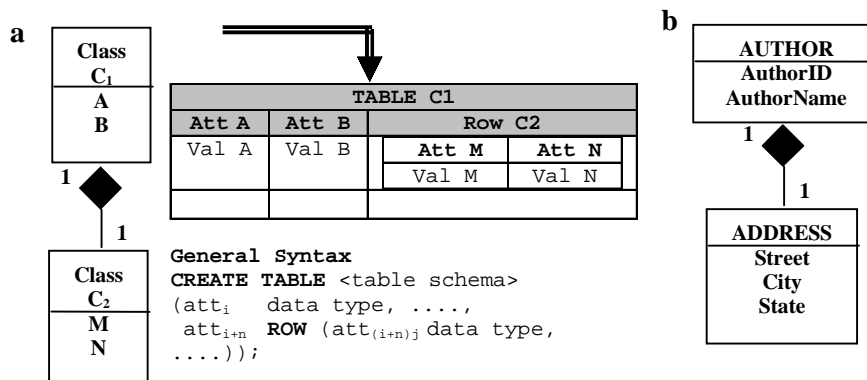 a
Class
C1
A
B
1
1
Class
C2
M
N
TABLE C1
Att A Att B Row C2
Val A Val B Att M Att N
Val M Val N
General Syntax
CREATE TABLE <table schema>
(atti data type, ....,
atti+n ROW (att(i+n)j data type,
....));
b
AUTHOR
AuthorID
AuthorName
1
1
ADDRESS
Street
City
State